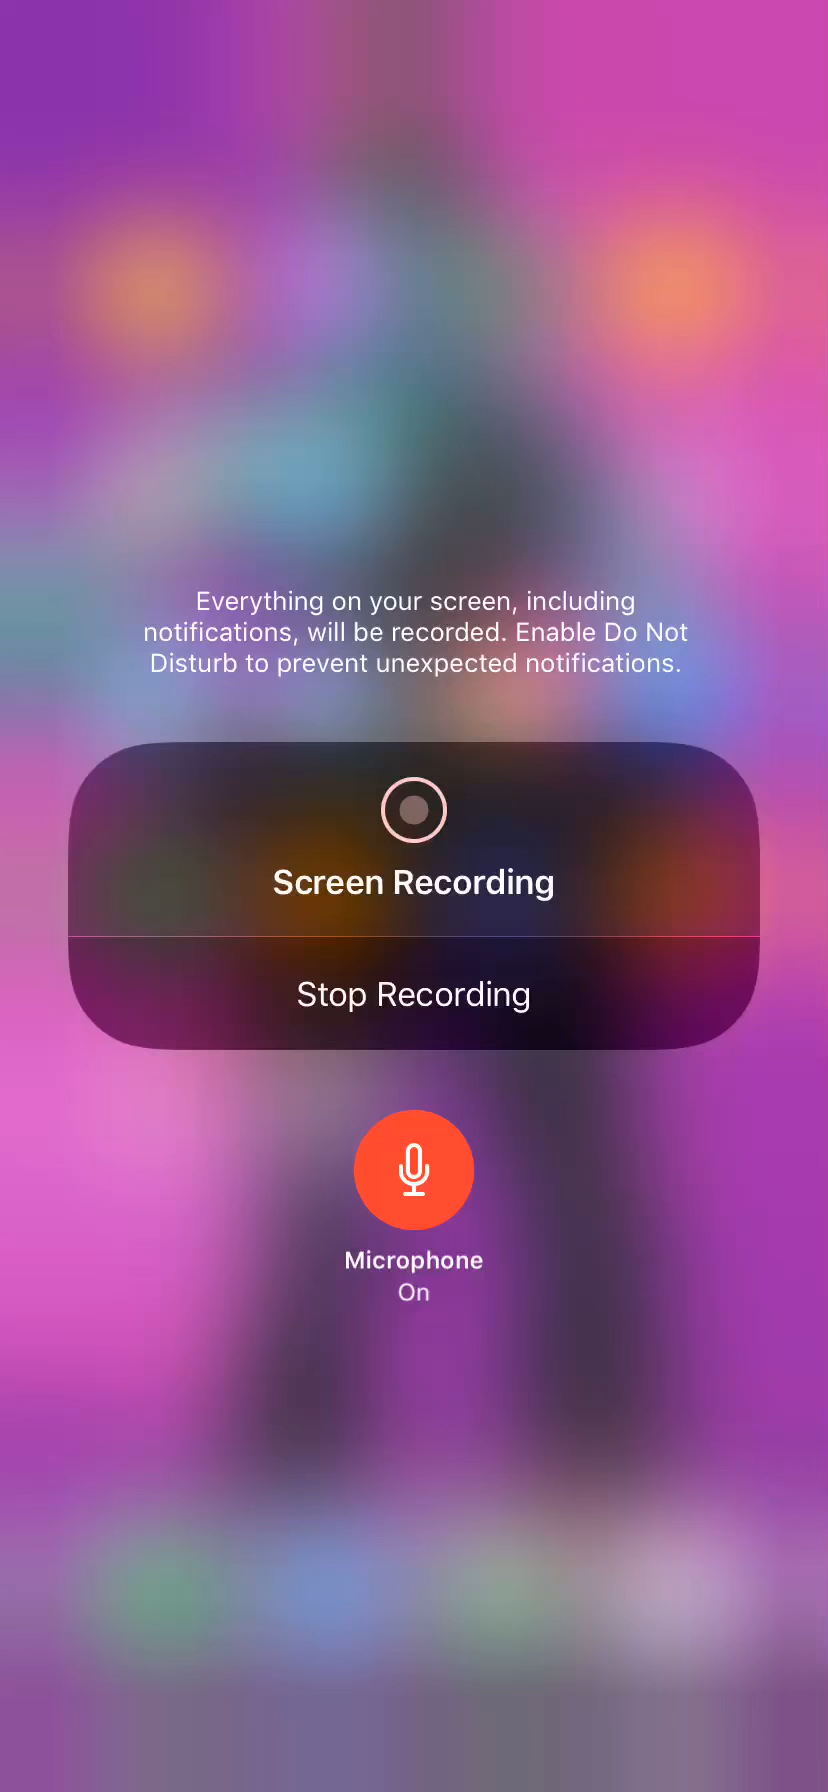 Everything on your screen, including
notifications, will be recorded. Enable Do Not
Disturb to prevent unexpected notifications.
Screen Recording
Stop Recording
Microphone
On